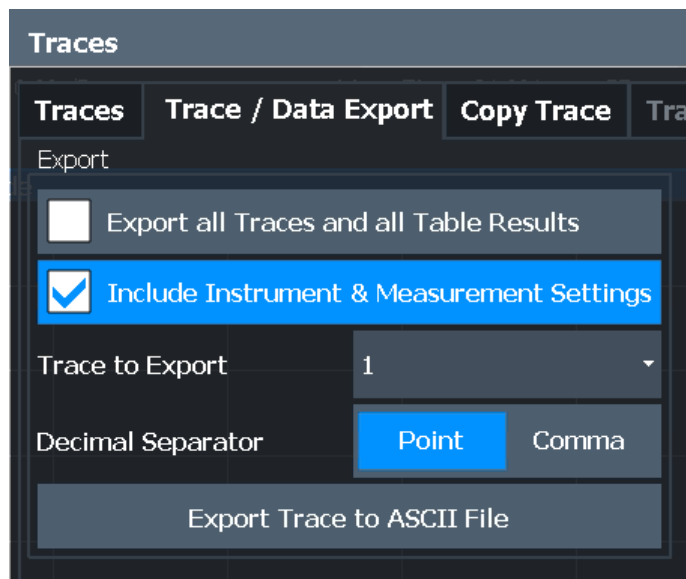 Traces
Traces Trace / Data Export Copy Trace Tra
Export
Export all Traces and all Table Results
Include Instrument & Measurement Settings
Trace to Export 1
Decimal Separator Point Comma
Export Trace to ASCII File